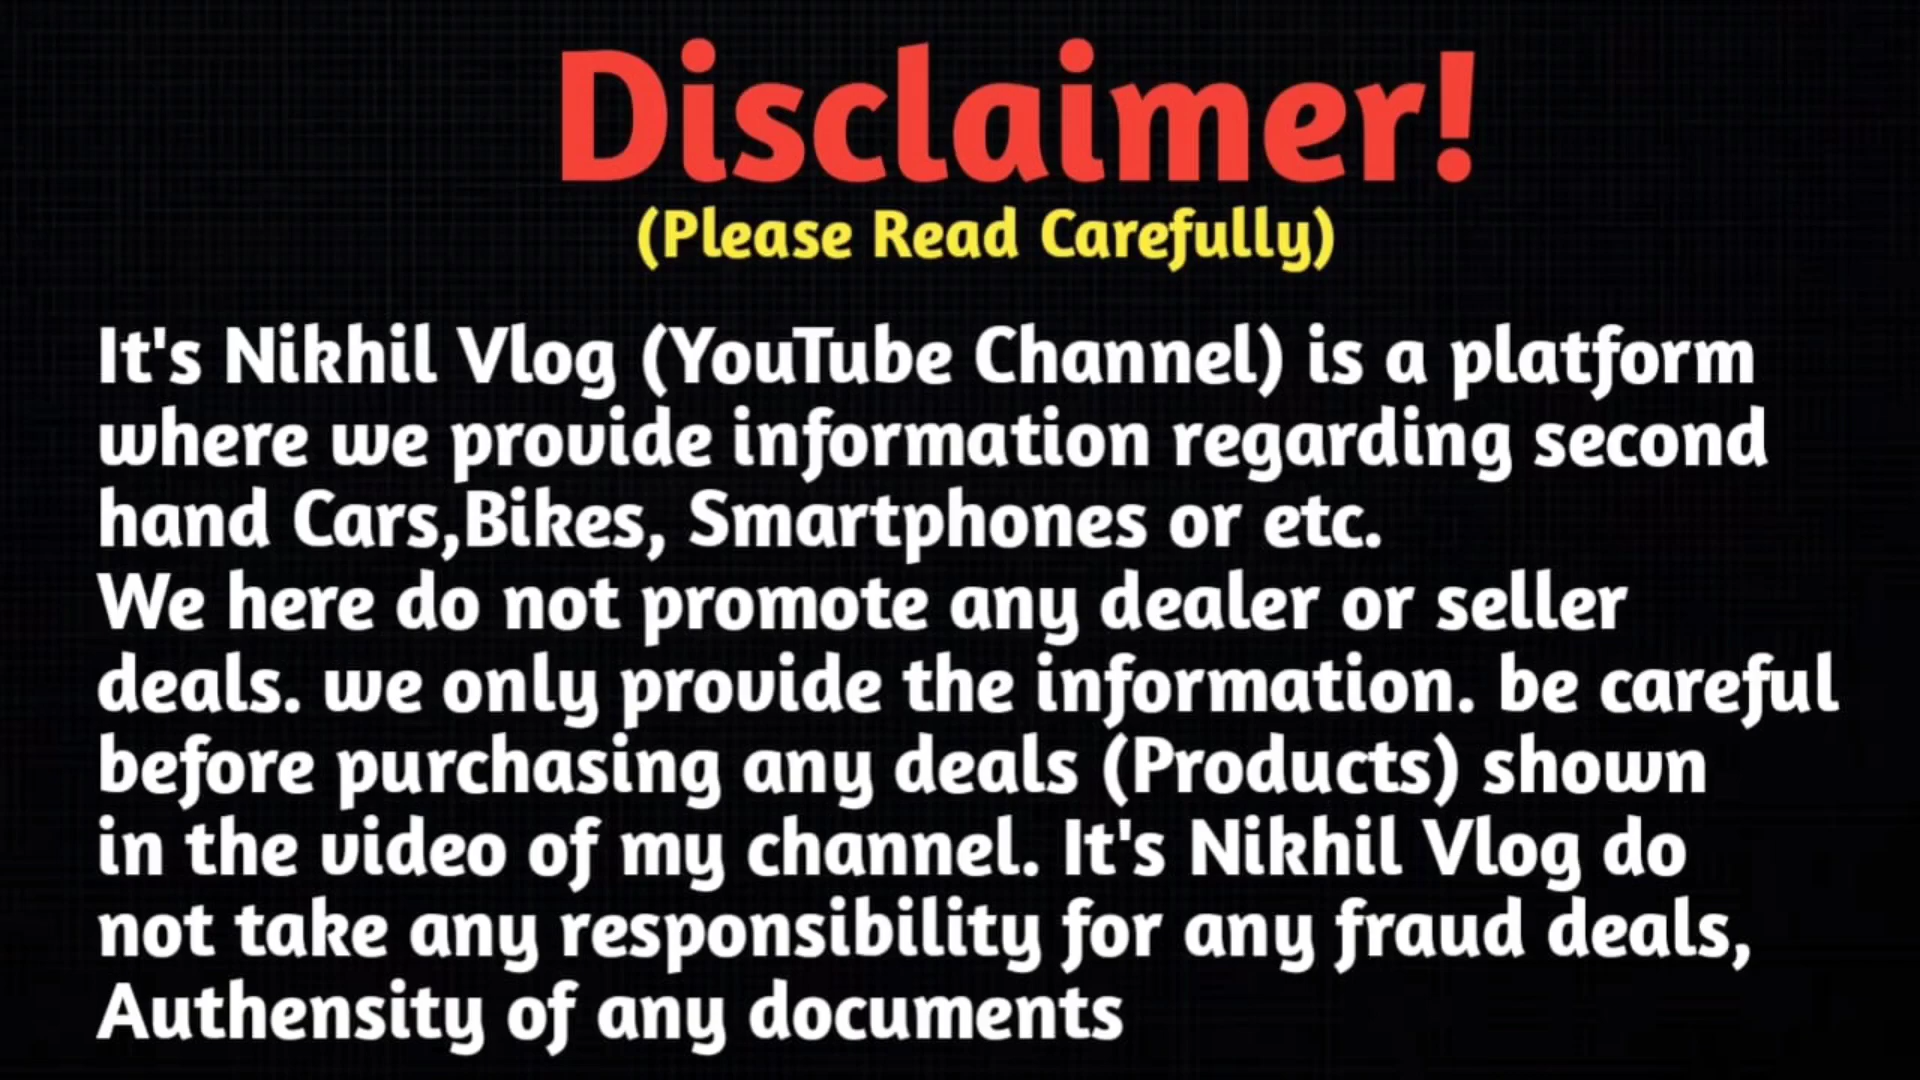 Disclaimer!
(Please Read Carefully)
It's Nikhil Vlog (YouTube Channel) is a platform
where we provide information regarding second
hand Cars,Bikes, Smartphones or etc.
We here do not promote any dealer or seller
deals. we only provide the information. be careful
before purchasing any deals (Products) shown
in the video of my channel. It's Nikhil Vlog do
not take any responsibility for any fraud deals,
Authensity of any documents